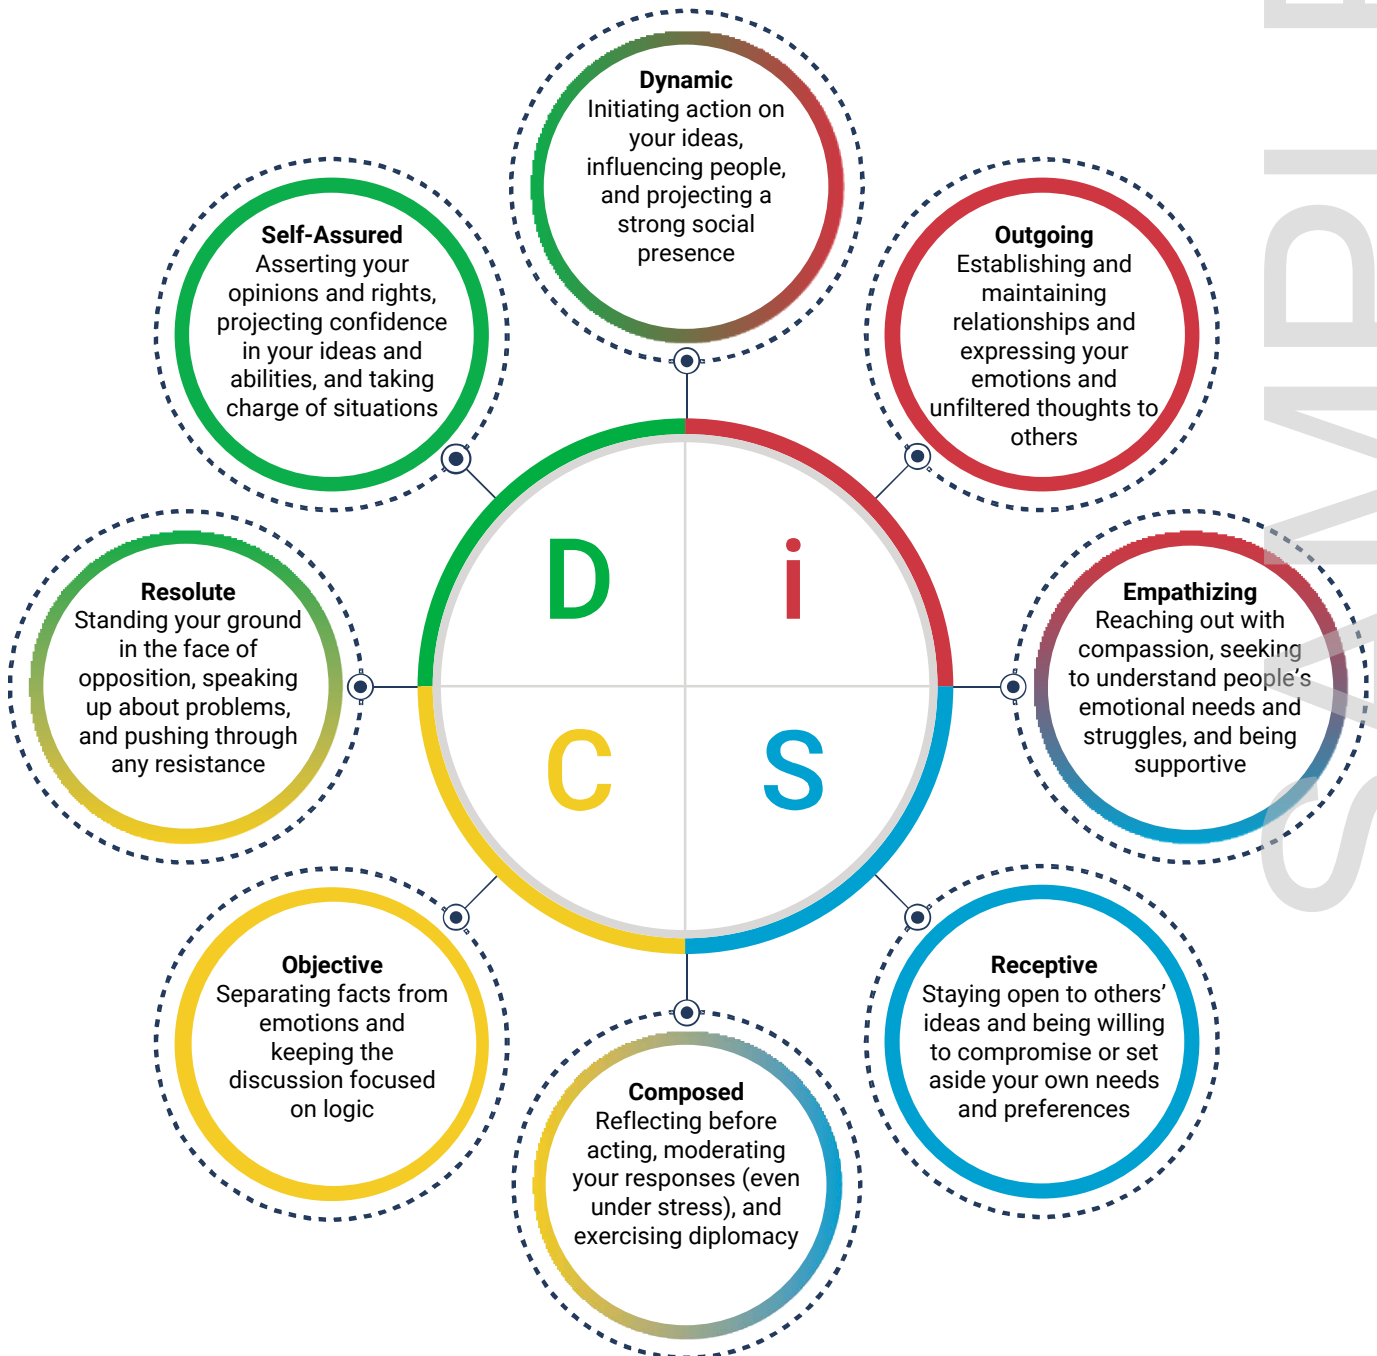 Dynamic
Initiating action on
your ideas,
influencing people,
and projecting a
strong social
presence
Self-Assured
Asserting your
opinions and rights,
projecting confidence
in your ideas and
abilities, and taking
charge of situations
Outgoing
Establishing and
maintaining
relationships and
expressing your
emotions and
unfiltered thoughts to
others
Resolute
Standing your ground
in the face of
opposition, speaking
up about problems,
and pushing through
any resistance
D
i
C
S
Empathizing
Reaching out with
compassion, seeking
to understand people’s
emotional needs and
struggles, and being
supportive
Objective
Separating facts from
emotions and
keeping the
discussion focused
on logic
Composed
Reflecting before
acting, moderating
your responses (even
under stress), and
exercising diplomacy
Receptive
Staying open to others’
ideas and being willing
to compromise or set
aside your own needs
and preferences